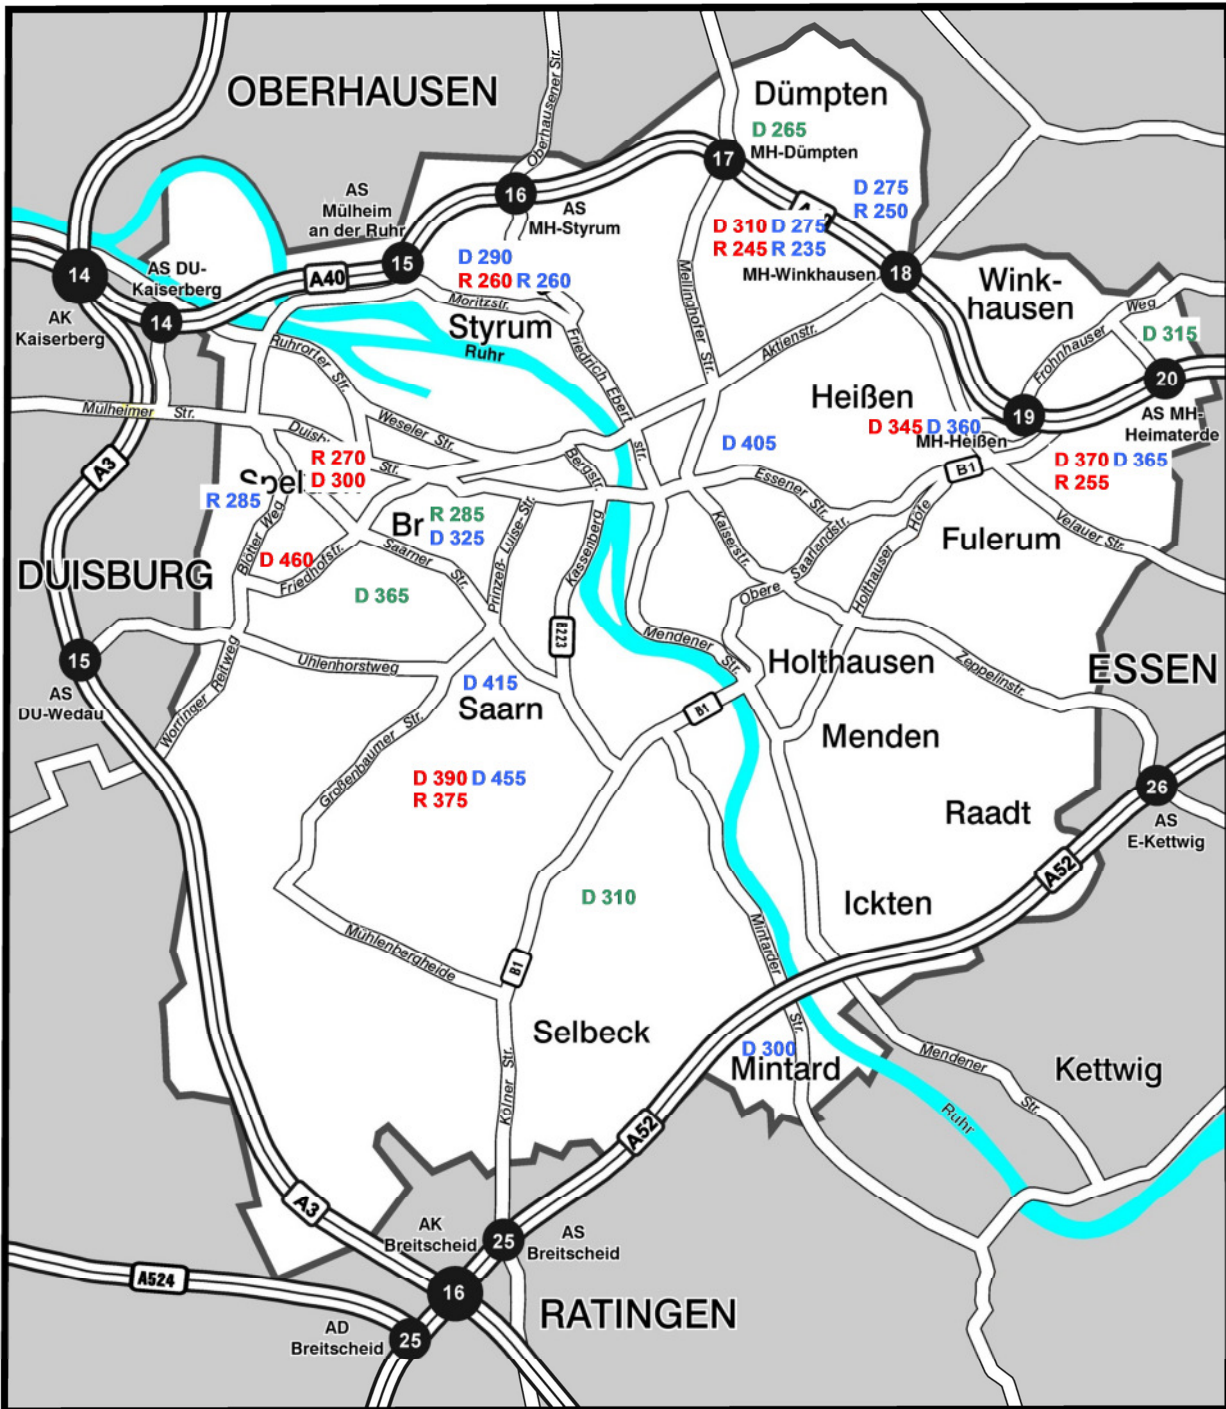 OBERHAUSEN
Oberhausener Str.
Dümpten
D 265
MH-Dümpten
17
16
AS
MH-Styrum
AS
Mülheim
an der Ruhr
15
D 275
R 250
D 310 D 275
R 245 R 235
MH-Winkhausen
18
14
AS DU-
Kaiserberg
14
AK
Kaiserberg
A40
D 290
R 260 R 260
Moritzstr.
Styrum
Ruhr
Mellinghofer Str.
Aktienstr.
Friedrich Ebert str.
Wink-
hausen
Frohnhauser Weg
D 315
20
AS MH-
Heimaterde
19
Heißen
D 345 D 360
MH-Heißen
B1
D 370 D 365
R 255
Velauer Str.
Ruhrorter Str.
Mülheimer Str.
Weseler Str.
Str.
A3
R 270
D 300
Spel
R 285
Blötter Weg
D 460
Friedhofstr.
Br
R 285
D 325
Saarner Str.
Prinzeß-Luise-Str.
Bergstr.
Kassenberg
D 405
Essener Str.
Kaiserstr.
Obere Saarlandstr.
Holthauser Höfe
Fulerum
DUISBURG
D 365
B223
15
AS
DU-Wedau
Uhlenhorstweg
Worringer Reitweg
Mendener Str.
Holthausen
Zeppelinstr.
ESSEN
D 415
Saarn
B1
Menden
Großenbaumer Str.
D 390 D 455
R 375
Raadt
26
AS
E-Kettwig
A52
D 310
Ickten
Mühlenbergheide
B1
Mintarder Str.
Selbeck
D 300
Mintard
Mendener Str.
Kettwig
Kölner Str.
Ruhr
A52
A3
AK
Breitscheid
25
AS
Breitscheid
A524
16
RATINGEN
AD
Breitscheid
25